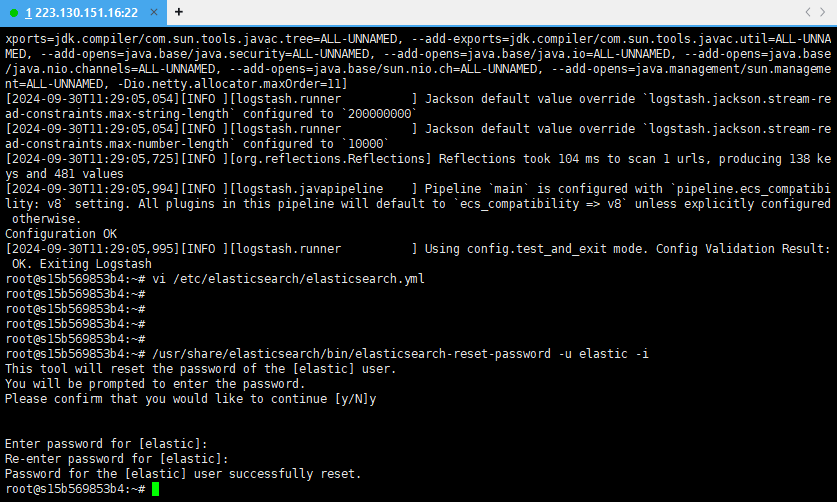 1 223.130.151.16:22 × +
xports=jdk.compiler/com.sun.tools.javac.tree=ALL-UNNAMED, --add-exports=jdk.compiler/com.sun.tools.javac.util=ALL-UNNA
MED, --add-opens=java.base/java.security=ALL-UNNAMED, --add-opens=java.base/java.io=ALL-UNNAMED, --add-opens=java.base
/java.nio.channels=ALL-UNNAMED, --add-opens=java.base/sun.nio.ch=ALL-UNNAMED, --add-opens=java.management/sun.manageme
nt=ALL-UNNAMED, -Dio.netty.allocator.maxOrder=11]
[2024-09-30T11:29:05,054][INFO ][logstash.runner          ] Jackson default value override `logstash.jackson.stream-re
ad-constraints.max-string-length` configured to `200000000`
[2024-09-30T11:29:05,054][INFO ][logstash.runner          ] Jackson default value override `logstash.jackson.stream-re
ad-constraints.max-number-length` configured to `10000`
[2024-09-30T11:29:05,725][INFO ][org.reflections.Reflections] Reflections took 104 ms to scan 1 urls, producing 138 ke
ys and 481 values
[2024-09-30T11:29:05,994][INFO ][logstash.javapipeline    ] Pipeline `main` is configured with `pipeline.ecs_compatibi
lity: v8` setting. All plugins in this pipeline will default to `ecs_compatibility => v8` unless explicitly configured
 otherwise.
Configuration OK
[2024-09-30T11:29:05,995][INFO ][logstash.runner          ] Using config.test_and_exit mode. Config Validation Result:
 OK. Exiting Logstash
root@s15b569853b4:~# vi /etc/elasticsearch/elasticsearch.yml
root@s15b569853b4:~#
root@s15b569853b4:~#
root@s15b569853b4:~#
root@s15b569853b4:~#
root@s15b569853b4:~# /usr/share/elasticsearch/bin/elasticsearch-reset-password -u elastic -i
This tool will reset the password of the [elastic] user.
You will be prompted to enter the password.
Please confirm that you would like to continue [y/N]y
Enter password for [elastic]:
Re-enter password for [elastic]:
Password for the [elastic] user successfully reset.
root@s15b569853b4:~#